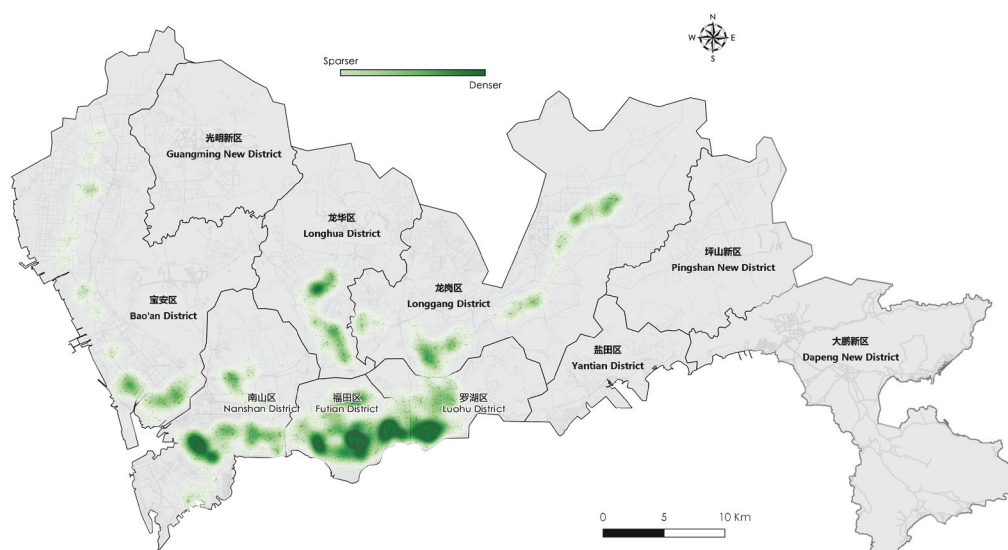 N
W E
S
Sparser
Denser
光明新区
Guangming New District
龙华区
Longhua District
坪山新区
Pingshan New District
龙岗区
Longgang District
宝安区
Bao'an District
大鹏新区
Dapeng New District
盐田区
Yantian District
南山区
Nanshan District
福田区
Futian District
罗湖区
Luohu District
0 5 10 Km